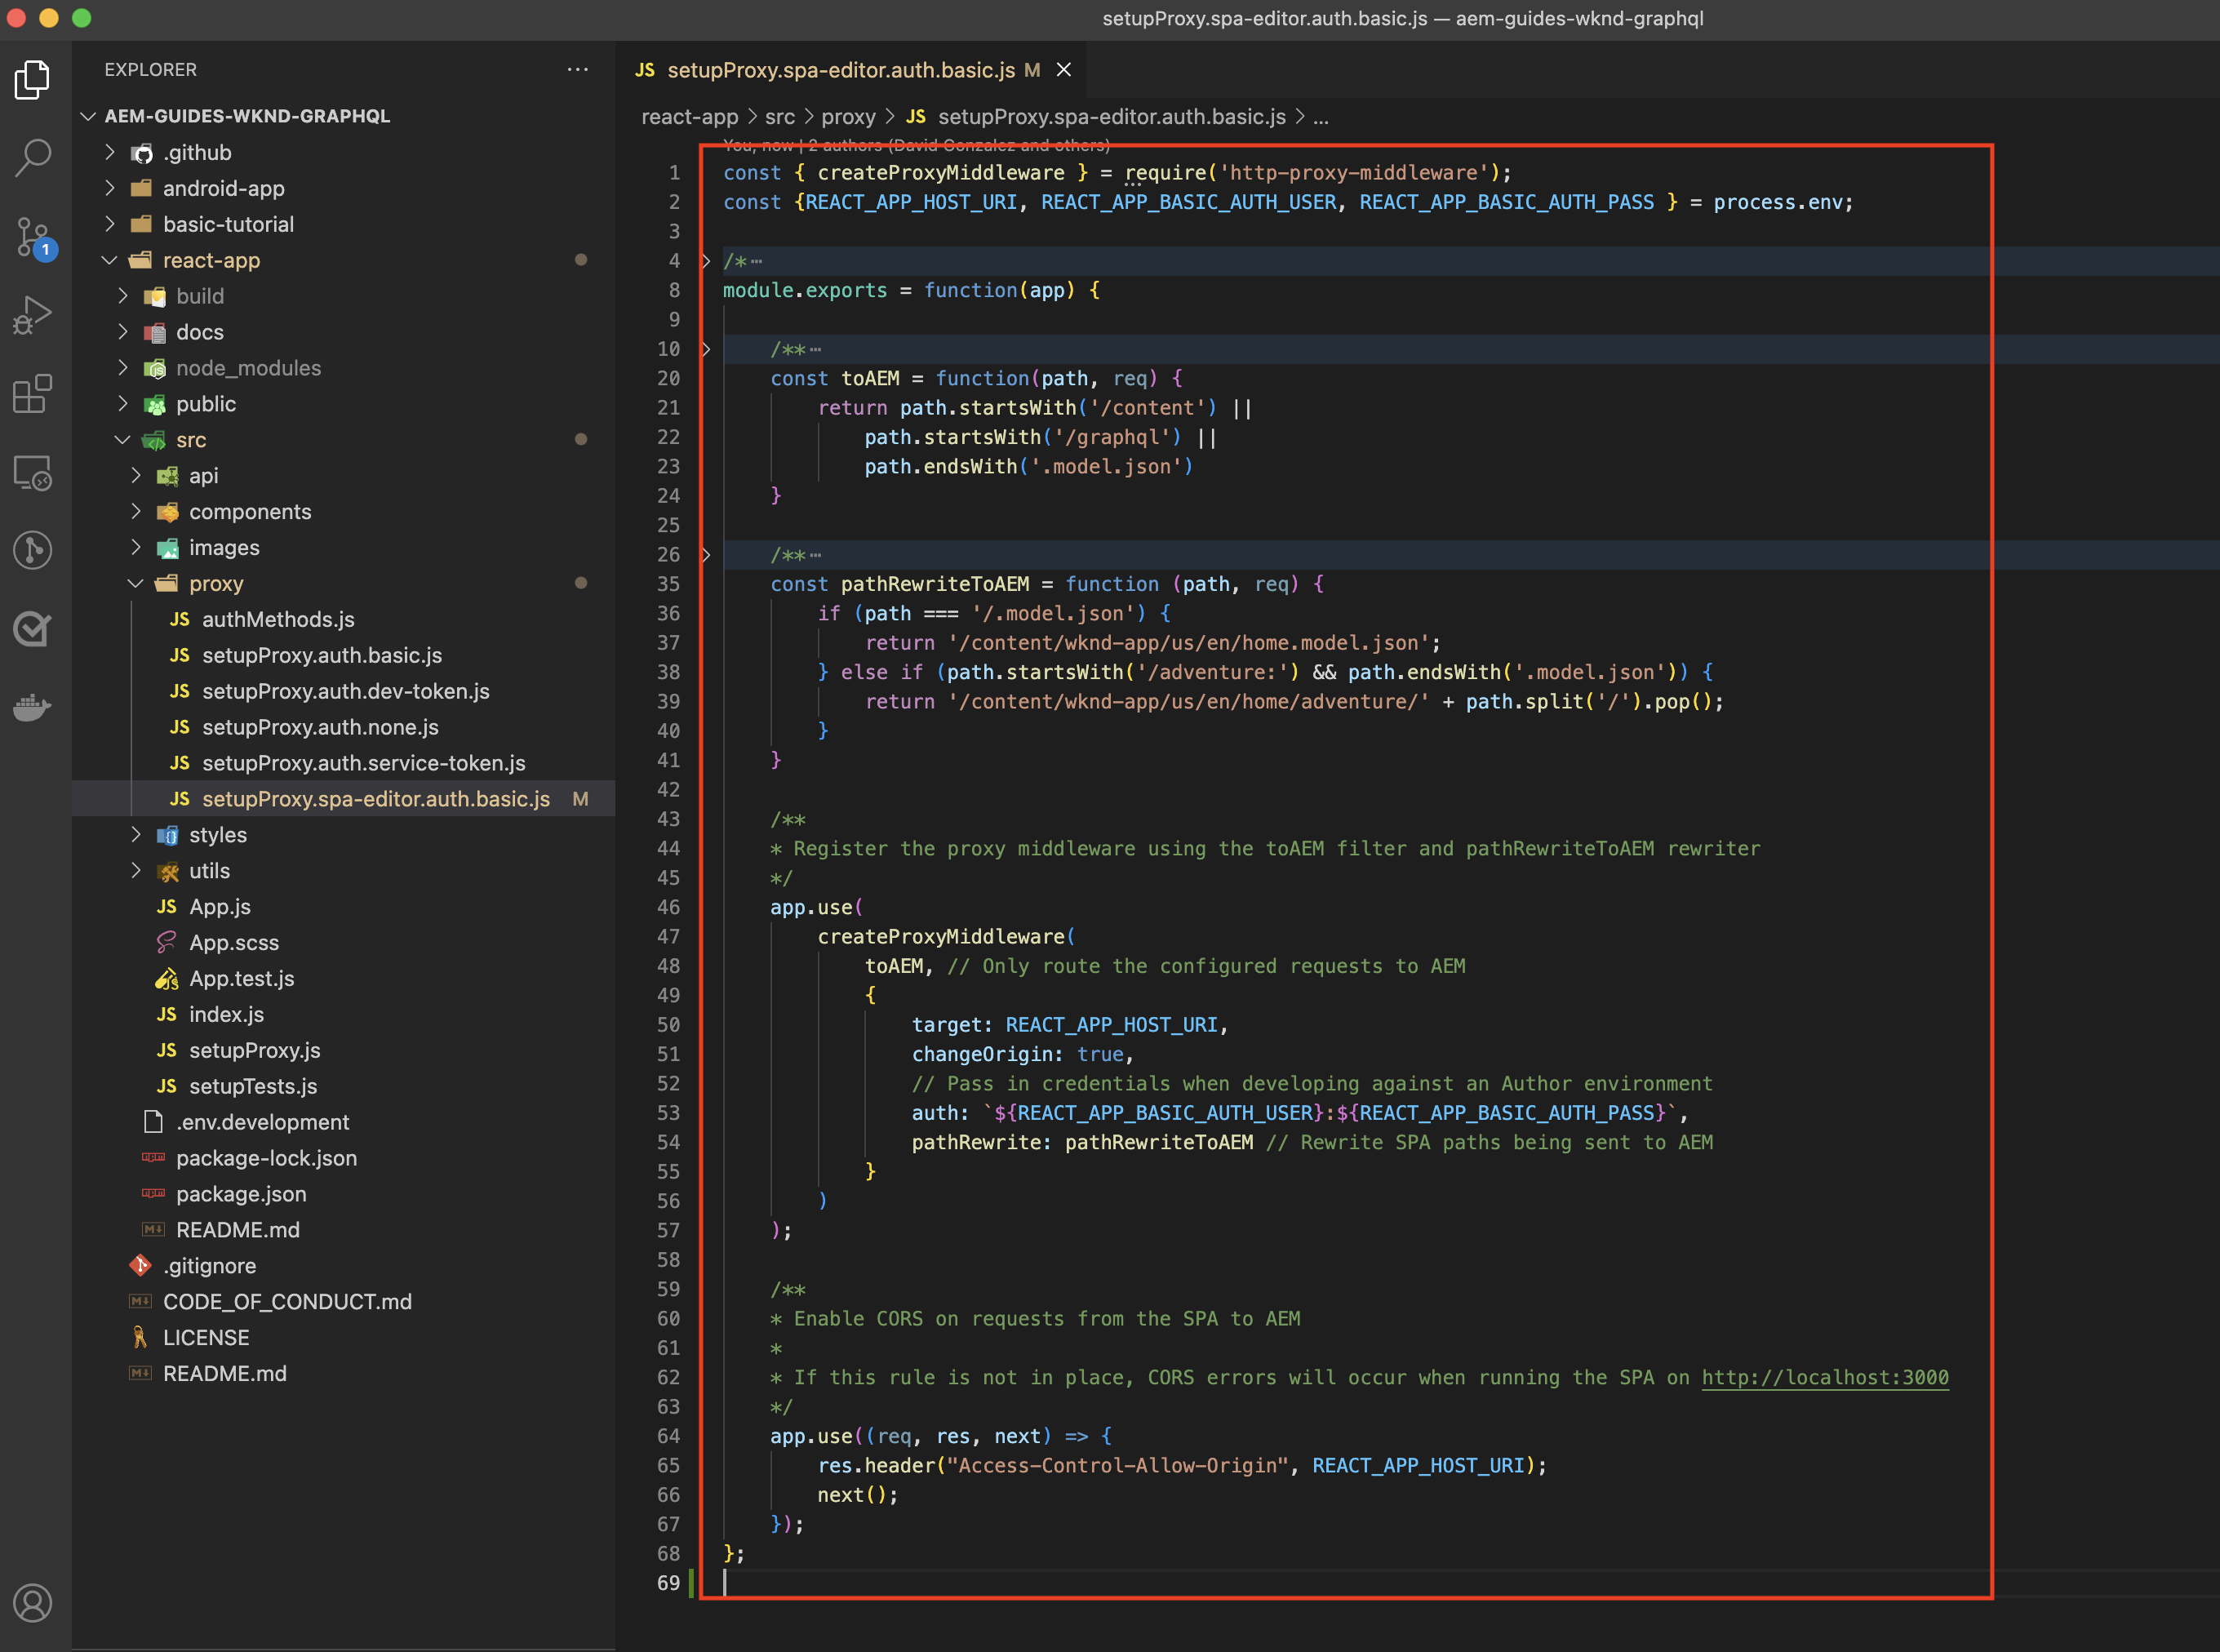 setupProxy.spa-editor.auth.basic.js — aem-guides-wknd-graphql
EXPLORER
AEM-GUIDES-WKND-GRAPHQL
.github
android-app
basic-tutorial
react-app
build
docs
node_modules
public
src
api
components
images
proxy
JS authMethods.js
JS setupProxy.auth.basic.js
JS setupProxy.auth.dev-token.js
JS setupProxy.auth.none.js
JS setupProxy.auth.service-token.js
JS setupProxy.spa-editor.auth.basic.js M
styles
utils
JS App.js
App.scss
App.test.js
JS index.js
JS setupProxy.js
JS setupTests.js
.env.development
package-lock.json
package.json
README.md
.gitignore
CODE_OF_CONDUCT.md
LICENSE
README.md
1
JS setupProxy.spa-editor.auth.basic.js M
react-app > src > proxy > JS setupProxy.spa-editor.auth.basic.js > ...
You, now | 2 authors (David Gonzalez and others)
1 const { createProxyMiddleware } = require('http-proxy-middleware');
2 const {REACT_APP_HOST_URI, REACT_APP_BASIC_AUTH_USER, REACT_APP_BASIC_AUTH_PASS } = process.env;
3
4 /* ⋯
8 module.exports = function(app) {
9
10 /** ⋯
20 const toAEM = function(path, req) {
21 return path.startsWith('/content') ||
22 path.startsWith('/graphql') ||
23 path.endsWith('.model.json')
24 }
25
26 /** ⋯
35 const pathRewriteToAEM = function (path, req) {
36 if (path === '/.model.json') {
37 return '/content/wknd-app/us/en/home.model.json';
38 } else if (path.startsWith('/adventure:') && path.endsWith('.model.json')) {
39 return '/content/wknd-app/us/en/home/adventure/' + path.split('/').pop();
40 }
41 }
42
43 /**
44 * Register the proxy middleware using the toAEM filter and pathRewriteToAEM rewriter
45 */
46 app.use(
47 createProxyMiddleware(
48 toAEM, // Only route the configured requests to AEM
49 {
50 target: REACT_APP_HOST_URI,
51 changeOrigin: true,
52 // Pass in credentials when developing against an Author environment
53 auth: `${REACT_APP_BASIC_AUTH_USER}:${REACT_APP_BASIC_AUTH_PASS}`,
54 pathRewrite: pathRewriteToAEM // Rewrite SPA paths being sent to AEM
55 }
56 )
57 );
58
59 /**
60 * Enable CORS on requests from the SPA to AEM
61 *
62 * If this rule is not in place, CORS errors will occur when running the SPA on http://localhost:3000
63 */
64 app.use((req, res, next) => {
65 res.header("Access-Control-Allow-Origin", REACT_APP_HOST_URI);
66 next();
67 });
68 };
69